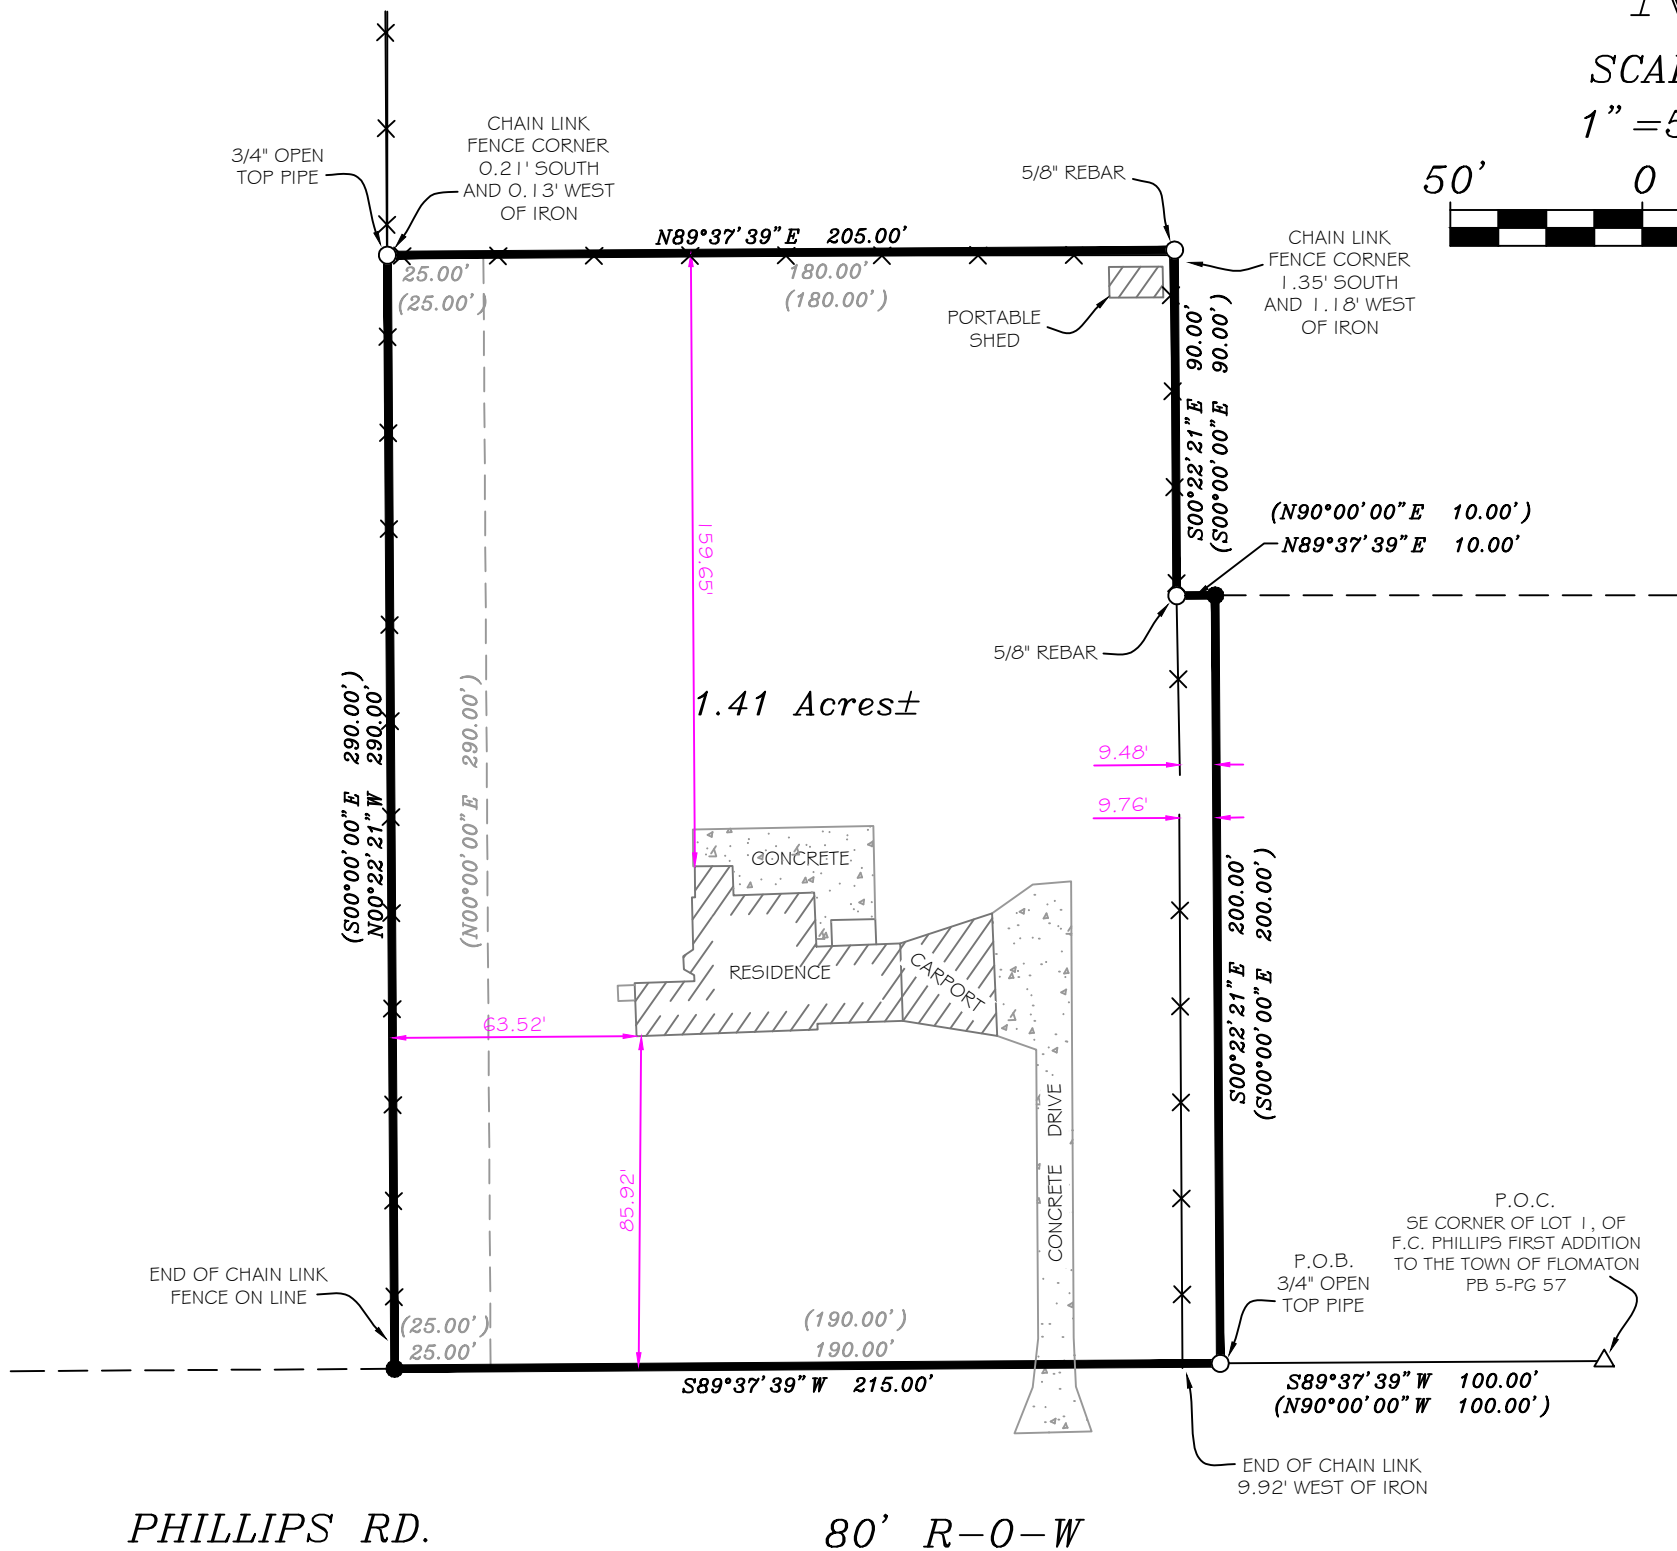 SCAL
1"=5
50' 0
CHAIN LINK
FENCE CORNER
0.21' SOUTH
AND 0.13' WEST
OF IRON
3/4" OPEN
TOP PIPE
5/8" REBAR
N89°37'39"E 205.00'
25.00'
(25.00')
180.00'
(180.00')
CHAIN LINK
FENCE CORNER
1.35' SOUTH
AND 1.18' WEST
OF IRON
PORTABLE
SHED
S00°22'21"E 90.00'
(S00°00'00"E 90.00')
(N90°00'00"E 10.00')
N89°37'39"E 10.00'
159.65'
5/8" REBAR
1.41 Acres±
(S00°00'00"E 290.00')
N00°22'21"W 290.00'
(N00°00'00"E 290.00')
9.48'
9.76'
CONCRETE
RESIDENCE
CARPORT
S00°22'21"E 200.00'
(S00°00'00"E 200.00')
63.52'
85.92'
CONCRETE DRIVE
P.O.C.
SE CORNER OF LOT 1, OF
F.C. PHILLIPS FIRST ADDITION
TO THE TOWN OF FLOMATON
PB 5-PG 57
P.O.B.
3/4" OPEN
TOP PIPE
END OF CHAIN LINK
FENCE ON LINE
(25.00')
25.00'
(190.00')
190.00'
S89°37'39"W 215.00'
S89°37'39"W 100.00'
(N90°00'00"W 100.00')
END OF CHAIN LINK
9.92' WEST OF IRON
PHILLIPS RD. 80' R-O-W